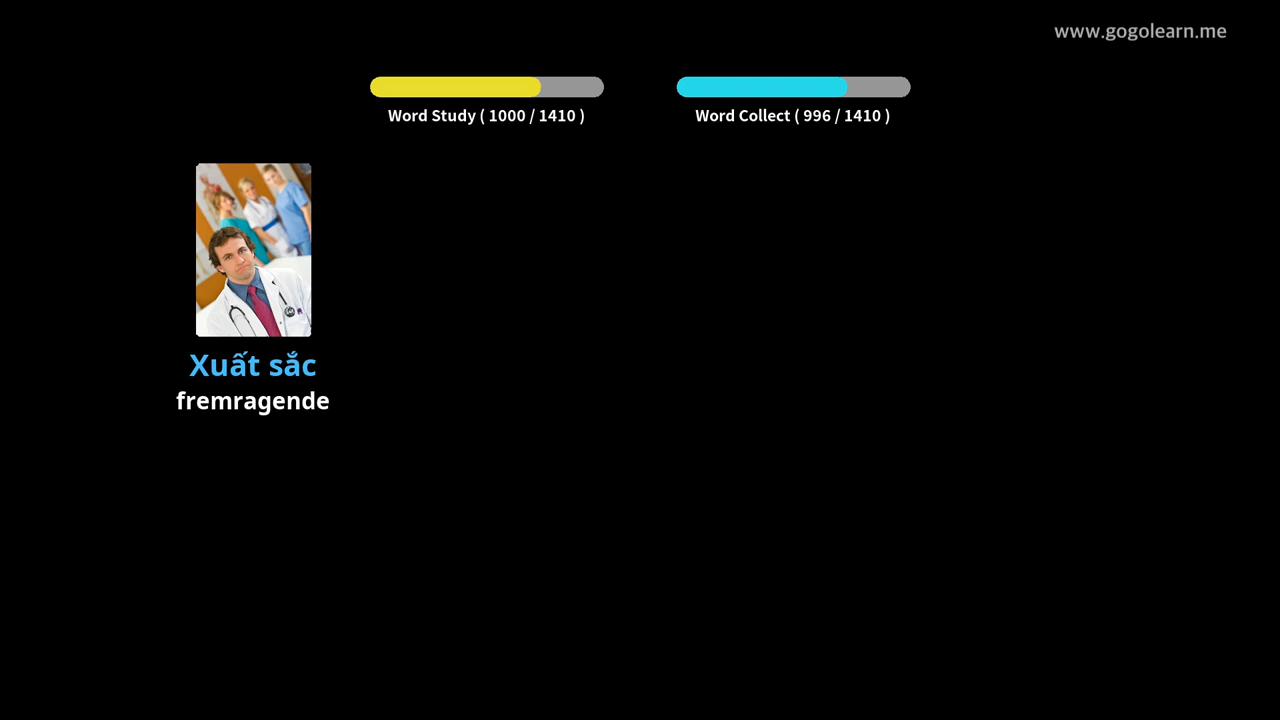 www.gogolearn.me
Word Study ( 1000 / 1410 )
Word Collect ( 996 / 1410 )
Xuất sắc
fremragende